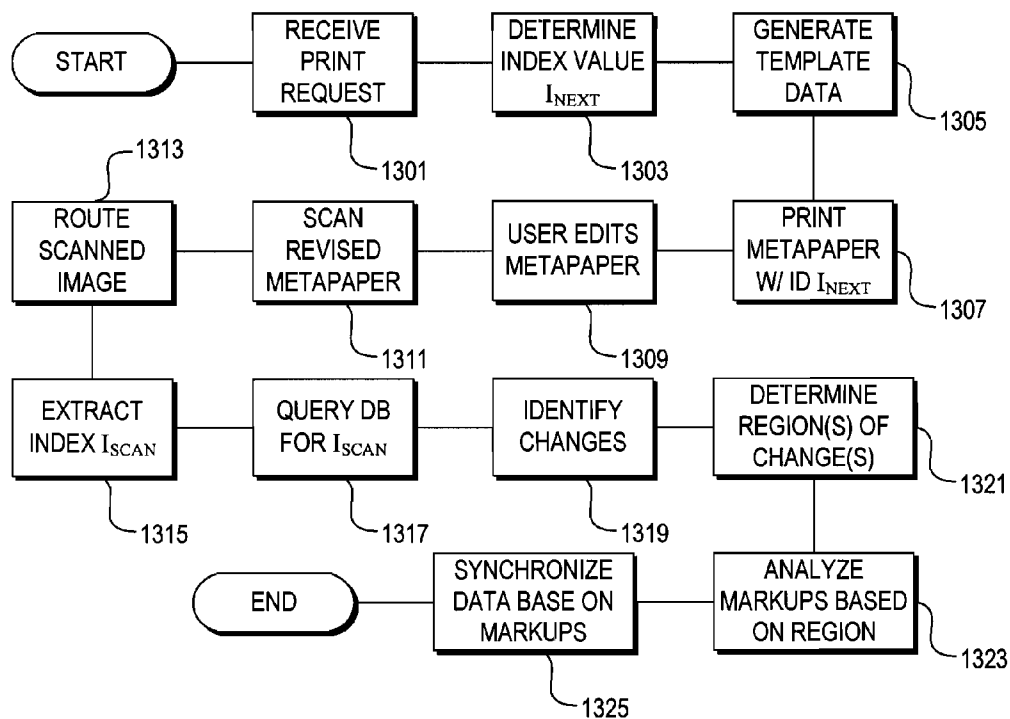 START
RECEIVE
PRINT
REQUEST
1301
DETERMINE
INDEX VALUE
INEXT
1303
GENERATE
TEMPLATE
DATA
1305
PRINT
METAPAPER
W/ ID INEXT
1307
USER EDITS
METAPAPER
1309
SCAN
REVISED
METAPAPER
1311
1313
ROUTE
SCANNED
IMAGE
EXTRACT
INDEX ISCAN
1315
QUERY DB
FOR ISCAN
1317
IDENTIFY
CHANGES
1319
DETERMINE
REGION(S) OF
CHANGE(S)
1321
ANALYZE
MARKUPS BASED
ON REGION
1323
SYNCHRONIZE
DATA BASE ON
MARKUPS
1325
END